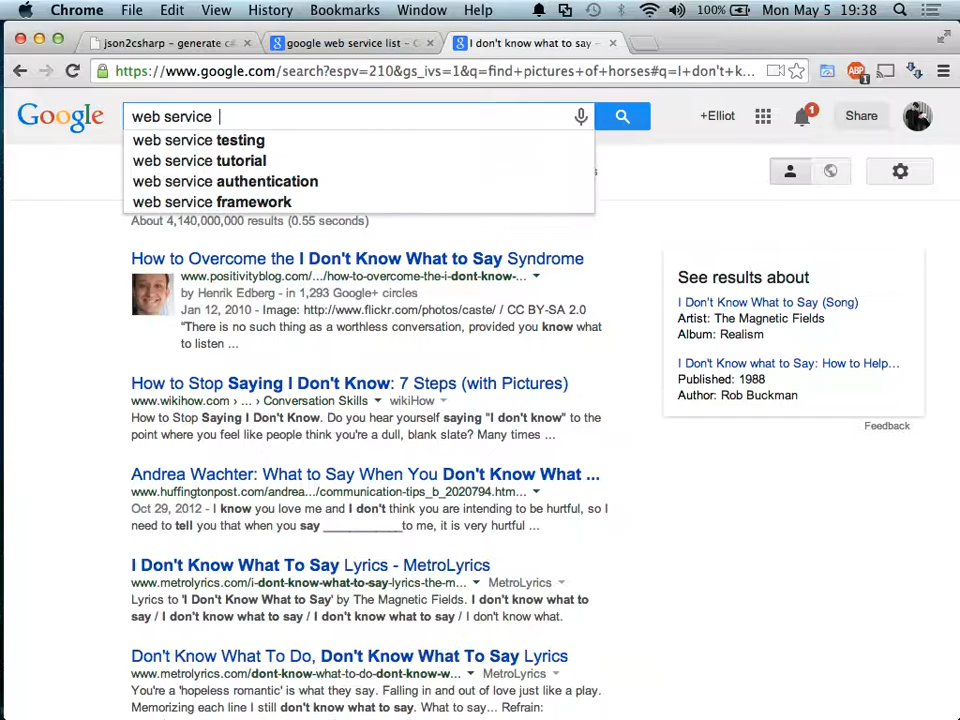 Chrome File Edit View History Bookmarks Window Help 100% Mon May 5 19:38
json2csharp - generate c
google web service list - C
I don't know what to say -
https://www.google.com/search?espv=210&gs_ivs=1&q=find+pictures+of+horses#q=I+don't+k...
ABP 1
Google
web service
+Elliot
1
Share
web service testing
web service tutorial
web service authentication
web service framework
About 4,140,000,000 results (0.55 seconds)
How to Overcome the I Don't Know What to Say Syndrome
www.positivityblog.com/.../how-to-overcome-the-i-dont-know-...
by Henrik Edberg - in 1,293 Google+ circles
Jan 12, 2010 - Image: http://www.flickr.com/photos/caste/ / CC BY-SA 2.0
"There is no such thing as a worthless conversation, provided you know what
to listen ...
How to Stop Saying I Don't Know: 7 Steps (with Pictures)
www.wikihow.com › ... › Conversation Skills wikiHow
How to Stop Saying I Don't Know. Do you hear yourself saying "I don't know" to the
point where you feel like people think you're a dull, blank slate? Many times ...
Andrea Wachter: What to Say When You Don't Know What ...
www.huffingtonpost.com/andrea.../communication-tips_b_2020794.htm...
Oct 29, 2012 - I know you love me and I don't think you are intending to be hurtful, so I
need to tell you that when you say ____________to me, it is very hurtful ...
I Don't Know What To Say Lyrics - MetroLyrics
www.metrolyrics.com/i-dont-know-what-to-say-lyrics-the-m... MetroLyrics
Lyrics to 'I Don't Know What to Say' by The Magnetic Fields. I don't know what to
say / I don't know what to say / I don't know what to say / I don't know what.
Don't Know What To Do, Don't Know What To Say Lyrics
www.metrolyrics.com/dont-know-what-to-do-dont-know-w... MetroLyrics
You're a 'hopeless romantic' is what they say. Falling in and out of love just like a play.
Memorizing each line I still don't know what to say. What to say... Refrain:
See results about
I Don't Know What to Say (Song)
Artist: The Magnetic Fields
Album: Realism
I Don't Know what to Say: How to Help...
Published: 1988
Author: Rob Buckman
Feedback